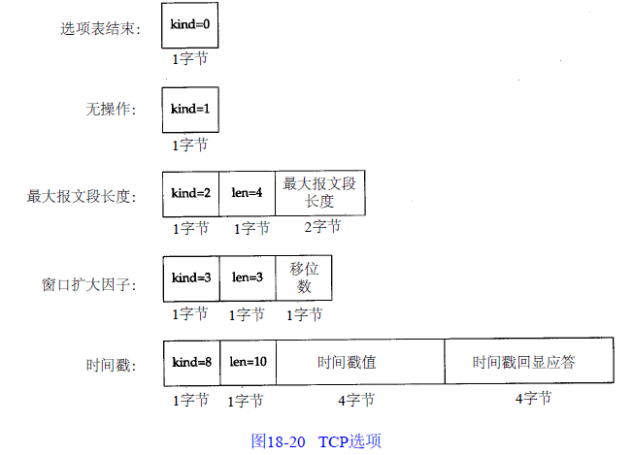 选项表结束:
kind=0
1字节
无操作:
kind=1
1字节
最大报文段长度:
kind=2 len=4 最大报文段
长度
1字节 1字节 2字节
窗口扩大因子:
kind=3 len=3 移位
数
1字节 1字节 1字节
时间戳:
kind=8 len=10 时间戳值 时间戳回显应答
1字节 1字节 4字节 4字节
图18-20 TCP选项